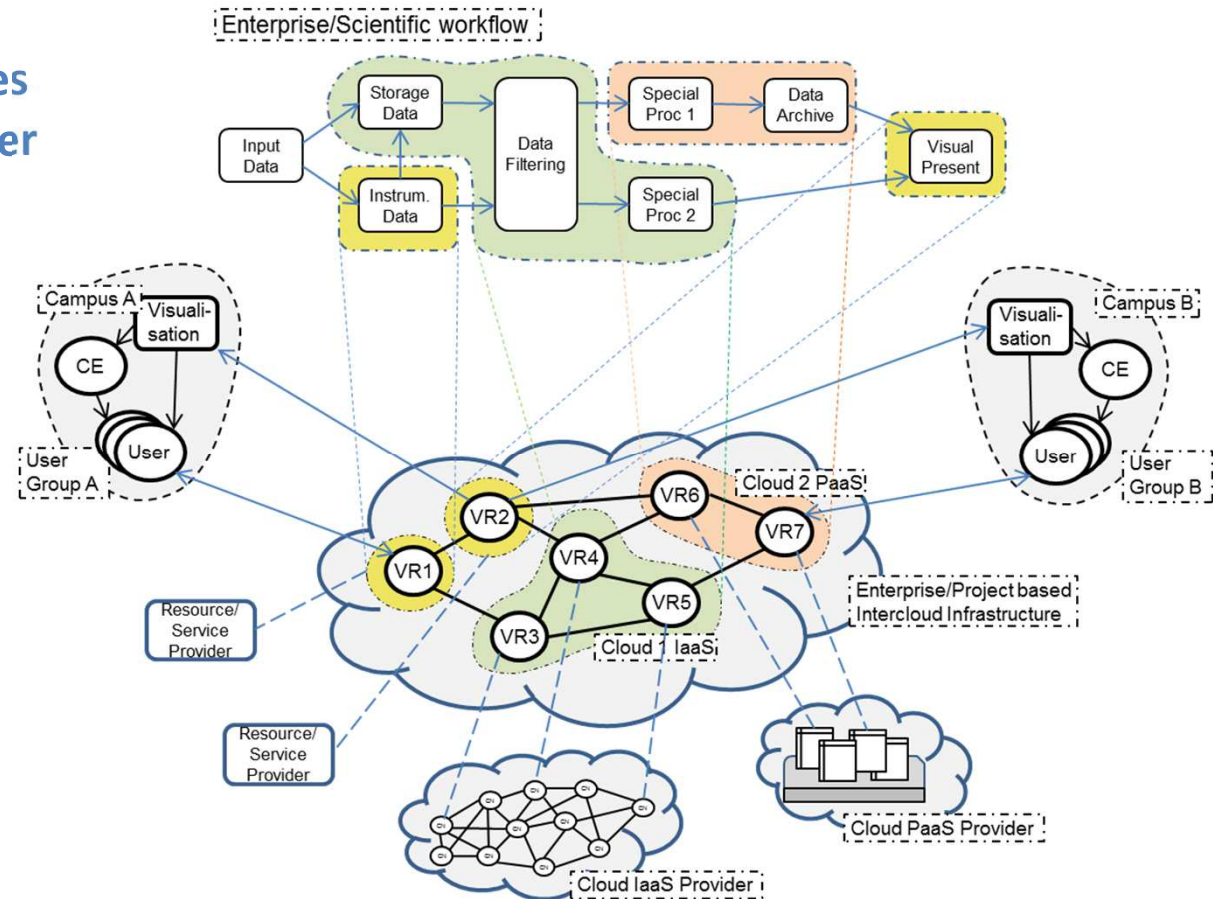 Enterprise/Scientific workflow
es
er
Input
Data
Storage
Data
Instrum.
Data
Data
Filtering
Special
Proc 1
Data
Archive
Special
Proc 2
Visual
Present
Campus A
Visuali-
sation
CE
User
User
Group A
Campus B
Visuali-
sation
CE
User
User
Group B
VR1
VR2
VR3
VR4
VR5
VR6
VR7
Cloud 2 PaaS
Cloud 1 IaaS
Enterprise/Project based
Intercloud Infrastructure
Resource/
Service
Provider
Resource/
Service
Provider
Cloud IaaS Provider
Cloud PaaS Provider